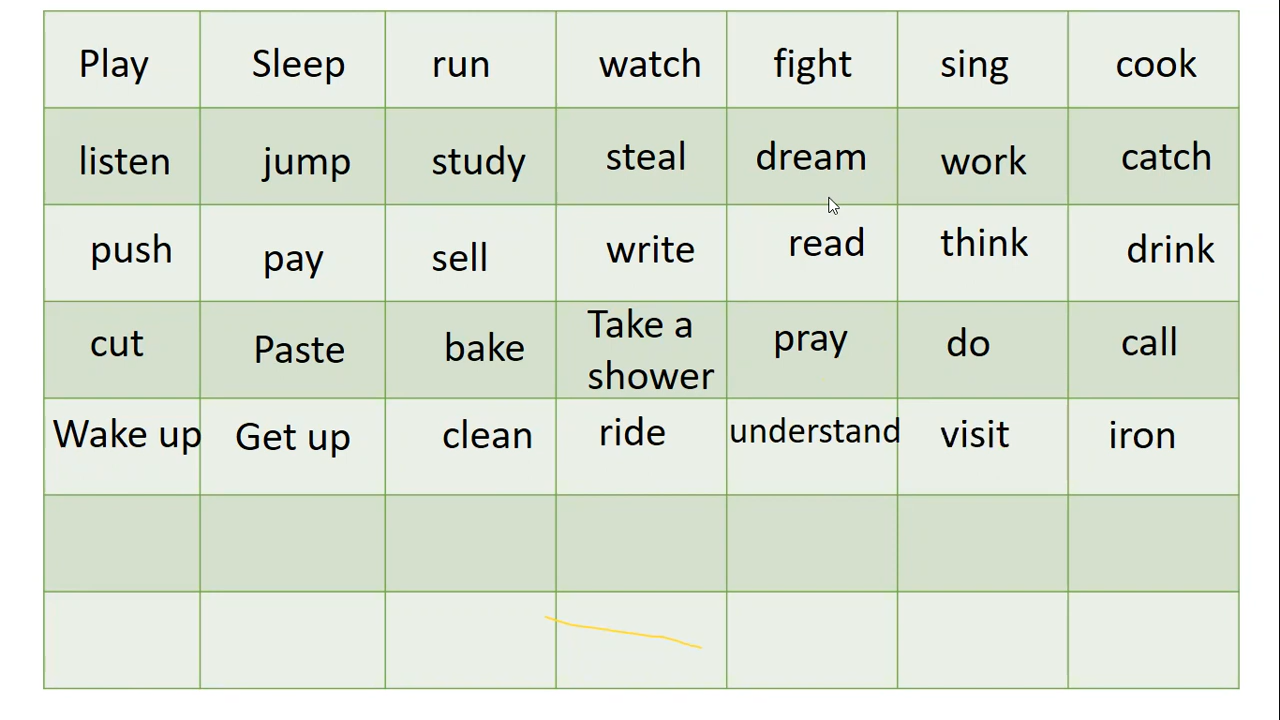 Play Sleep run watch fight sing cook
listen jump study steal dream work catch
push pay sell write read think drink
cut Paste bake Take a shower pray do call
Wake up Get up clean ride understand visit iron